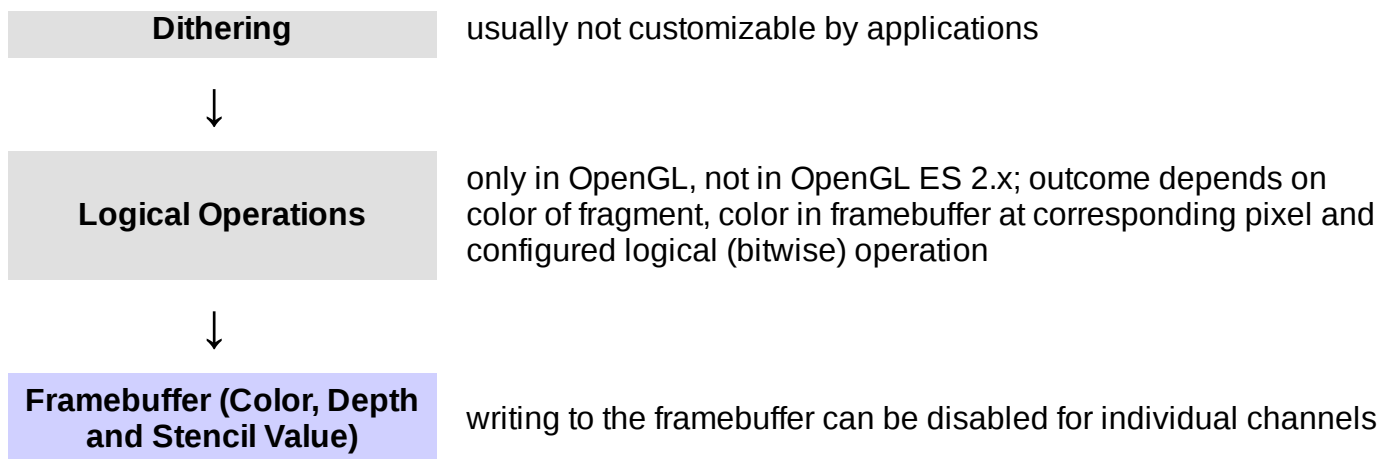 Dithering
usually not customizable by applications
↓
Logical Operations
only in OpenGL, not in OpenGL ES 2.x; outcome depends on
color of fragment, color in framebuffer at corresponding pixel and
configured logical (bitwise) operation
↓
Framebuffer (Color, Depth
and Stencil Value)
writing to the framebuffer can be disabled for individual channels